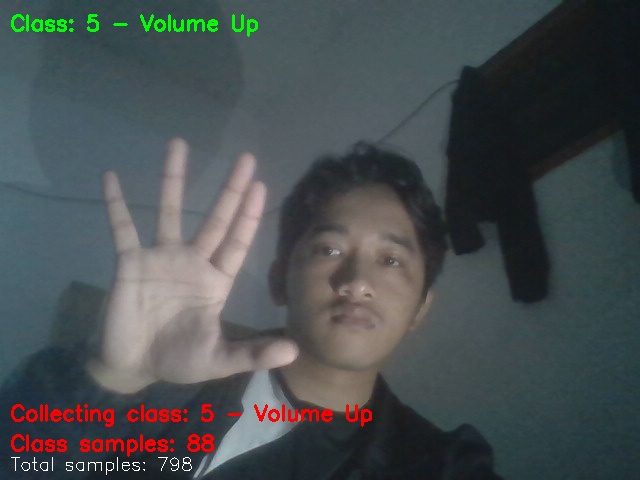 Class: 5 - Volume Up
Collecting class: 5 - Volume Up
Class samples: 88
Total samples: 798